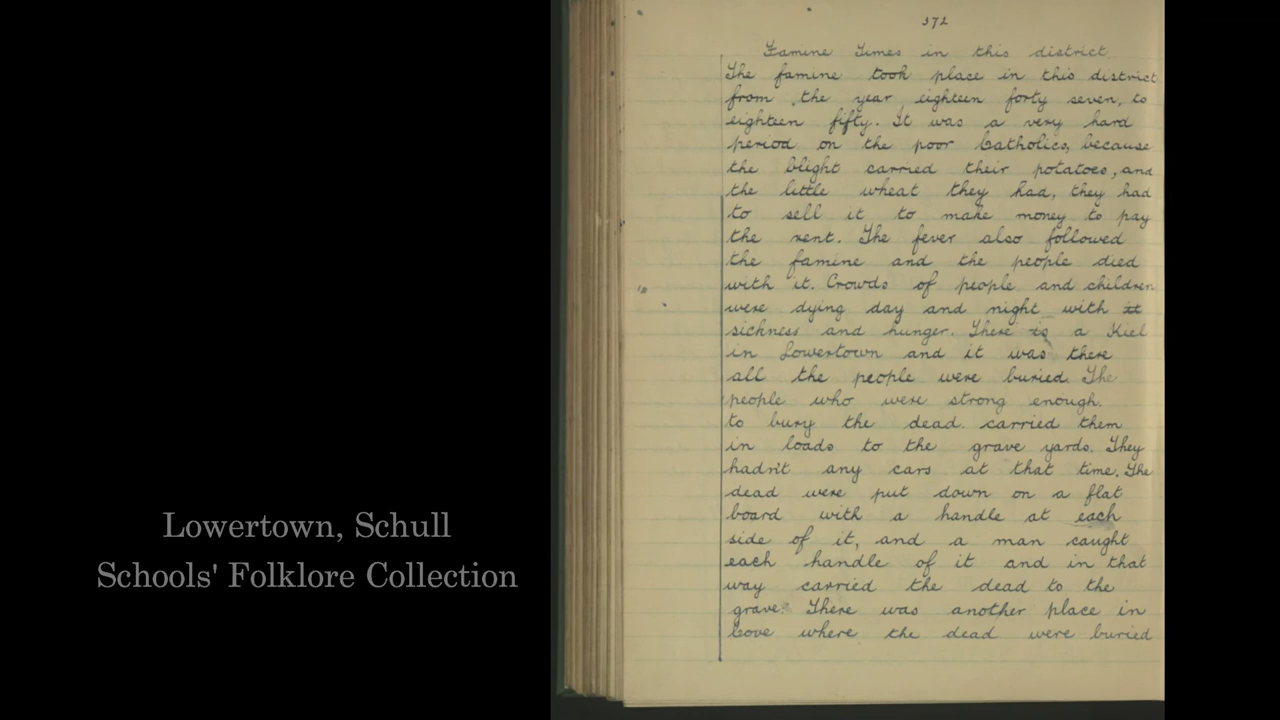 372
Famine Times in this district.
The famine took place in this district
from the year eighteen forty seven, to
eighteen fifty. It was a very hard
period on the poor Catholics, because
the blight carried their potatoes, and
the little wheat they had, they had
to sell it to make money to pay
the rent. The fever also followed
the famine and the people died
with it. Crowds of people and children
were dying day and night with it
sickness and hunger. There is a Kiel
in Lowertown and it was there
all the people were buried. The
people who were strong enough.
to bury the dead carried them
in loads to the grave yards. They
hadn't any cars at that time. The
dead were put down on a flat
board with a handle at each
side of it, and a man caught
each handle of it and in that
way carried the dead to the
grave. There was another place in
Cove where the dead were buried
Lowertown, Schull
Schools' Folklore Collection